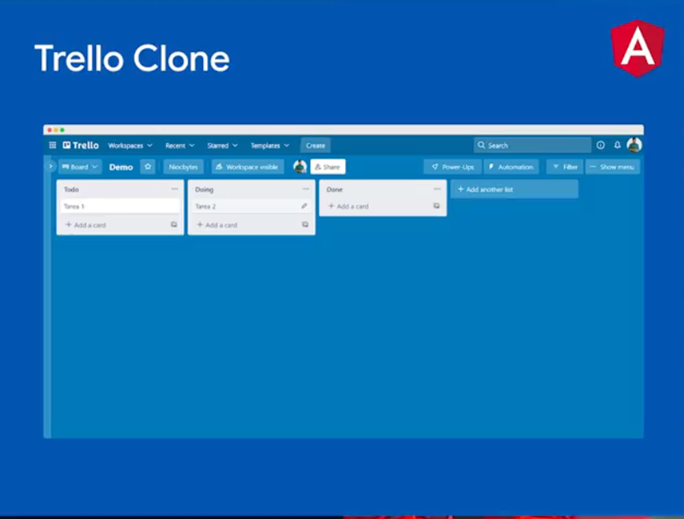 Trello Clone
A
Trello Workspaces Recent Starred Templates Create Search
Board Demo Nocbytes Workspace visible Share Power-Ups Automation Filter Show menu
Todo Doing Done + Add another list
Tarea 1 Tarea 2 + Add a card
+ Add a card + Add a card